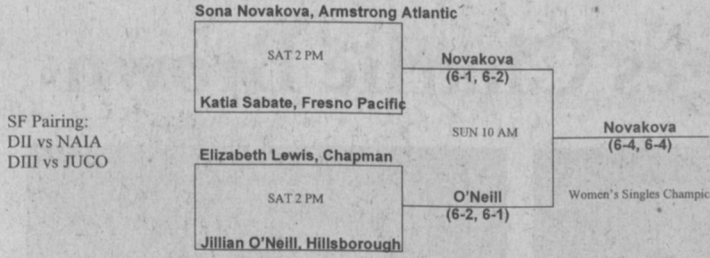 Sona Novakova, Armstrong Atlantic
SAT 2 PM
Novakova
(6-1, 6-2)
Katia Sabate, Fresno Pacific
SF Pairing:
DII vs NAIA
DIII vs JUCO
SUN 10 AM
Novakova
(6-4, 6-4)
Elizabeth Lewis, Chapman
SAT 2 PM
O'Neill
(6-2, 6-1)
Women's Singles Champic
Jillian O'Neill, Hillsborough